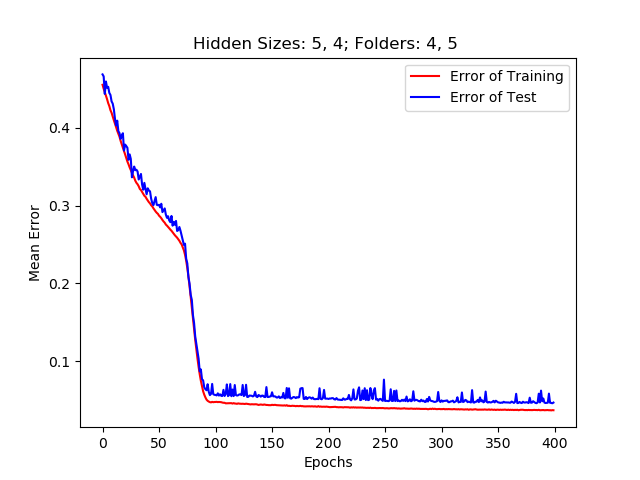 Hidden Sizes: 5, 4; Folders: 4, 5
Error of Training
Error of Test
Mean Error
0.4
0.3
0.2
0.1
0 50 100 150 200 250 300 350 400
Epochs